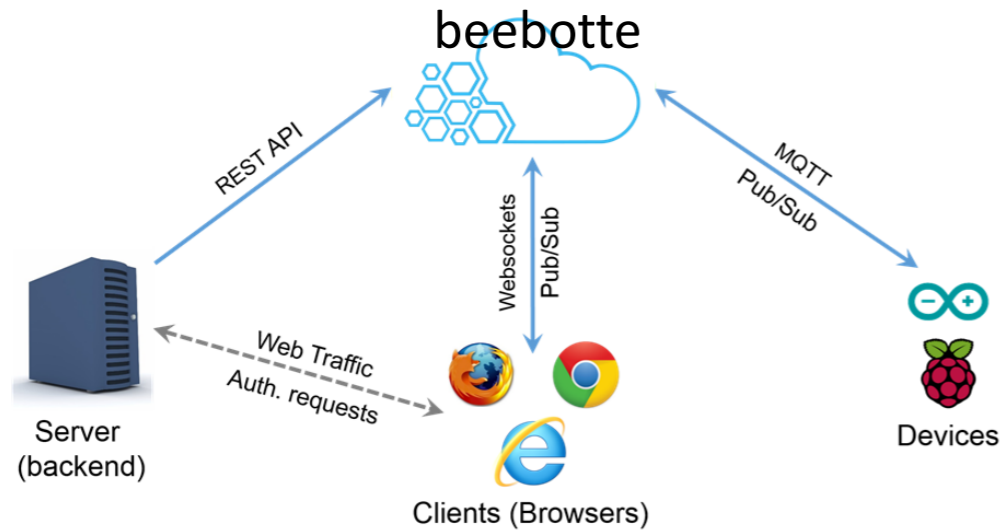 beebotte
REST API
MQTT
Pub/Sub
Websockets
Pub/Sub
Web Traffic
Auth. requests
Server
(backend)
Clients (Browsers)
Devices